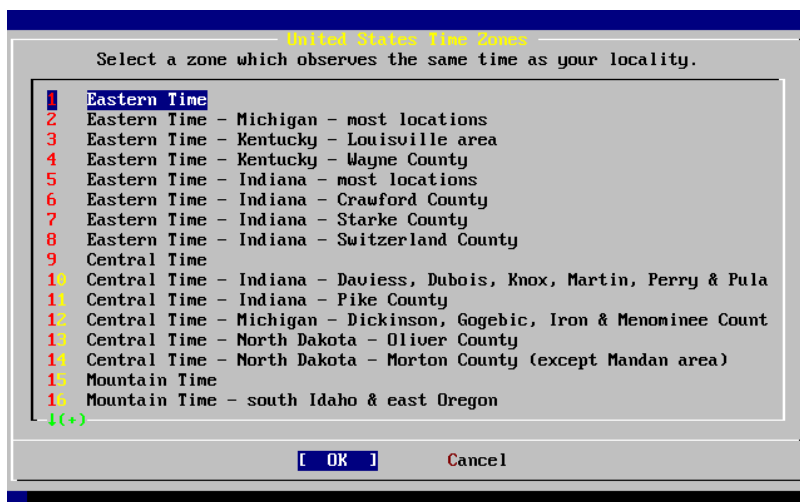 United States Time Zones
Select a zone which observes the same time as your locality.
1 Eastern Time
2 Eastern Time - Michigan - most locations
3 Eastern Time - Kentucky - Louisville area
4 Eastern Time - Kentucky - Wayne County
5 Eastern Time - Indiana - most locations
6 Eastern Time - Indiana - Crawford County
7 Eastern Time - Indiana - Starke County
8 Eastern Time - Indiana - Switzerland County
9 Central Time
10 Central Time - Indiana - Daviess, Dubois, Knox, Martin, Perry & Pula
11 Central Time - Indiana - Pike County
12 Central Time - Michigan - Dickinson, Gogebic, Iron & Menominee Count
13 Central Time - North Dakota - Oliver County
14 Central Time - North Dakota - Morton County (except Mandan area)
15 Mountain Time
16 Mountain Time - south Idaho & east Oregon
↓(+)
[ OK ] Cancel